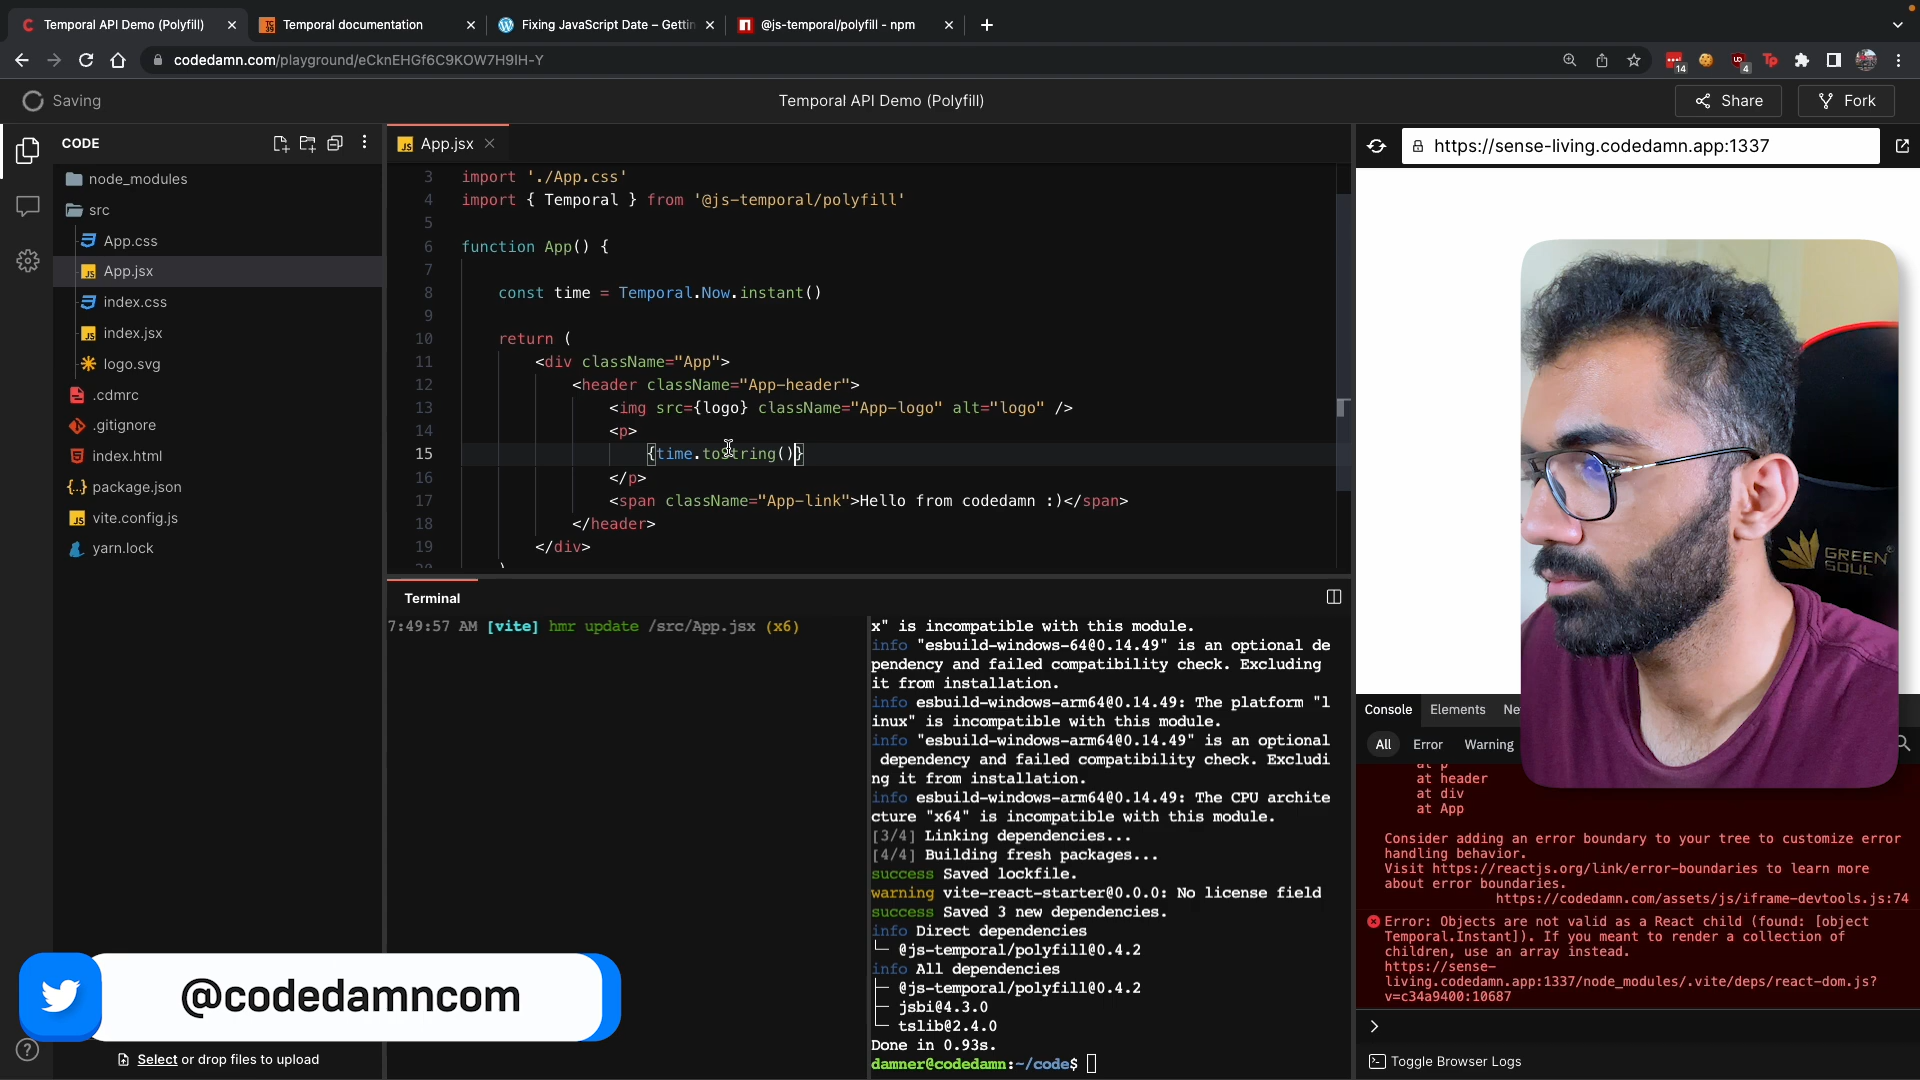 Temporal API Demo (Polyfill)
Temporal documentation
Fixing JavaScript Date – Gettin
@js-temporal/polyfill - npm
codedamn.com/playground/eCknEHGf6C9KOW7H9IH-Y
14
4
Tp
Saving
Temporal API Demo (Polyfill)
Share
Fork
CODE
node_modules
src
App.css
App.jsx
index.css
index.jsx
logo.svg
.cdmrc
.gitignore
index.html
package.json
vite.config.js
yarn.lock
Select or drop files to upload
App.jsx
3 import './App.css'
4 import { Temporal } from '@js-temporal/polyfill'
5
6 function App() {
7
8 const time = Temporal.Now.instant()
9
10 return (
11 <div className="App">
12 <header className="App-header">
13 <img src={logo} className="App-logo" alt="logo" />
14 <p>
15 {time.toString()}
16 </p>
17 <span className="App-link">Hello from codedamn :)</span>
18 </header>
19 </div>
20 )
Terminal
7:49:57 AM [vite] hmr update /src/App.jsx (x6)
x" is incompatible with this module.
info "esbuild-windows-64@0.14.49" is an optional de
pendency and failed compatibility check. Excluding
it from installation.
info esbuild-windows-arm64@0.14.49: The platform "l
inux" is incompatible with this module.
info "esbuild-windows-arm64@0.14.49" is an optional
dependency and failed compatibility check. Excludi
ng it from installation.
info esbuild-windows-arm64@0.14.49: The CPU archite
cture "x64" is incompatible with this module.
[3/4] Linking dependencies...
[4/4] Building fresh packages...
success Saved lockfile.
warning vite-react-starter@0.0.0: No license field
success Saved 3 new dependencies.
info Direct dependencies
└─ @js-temporal/polyfill@0.4.2
info All dependencies
├─ @js-temporal/polyfill@0.4.2
├─ jsbi@4.3.0
└─ tslib@2.4.0
Done in 0.93s.
damner@codedamn:~/code$
https://sense-living.codedamn.app:1337
GREEN
SOUL
Console Elements Ne
All Error Warning
at p
at header
at div
at App
Consider adding an error boundary to your tree to customize error
handling behavior.
Visit https://reactjs.org/link/error-boundaries to learn more
about error boundaries.
https://codedamn.com/assets/js/iframe-devtools.js:74
Error: Objects are not valid as a React child (found: [object
Temporal.Instant]). If you meant to render a collection of
children, use an array instead.
https://sense-
living.codedamn.app:1337/node_modules/.vite/deps/react-dom.js?
v=c34a9400:10687
Toggle Browser Logs
@codedamncom